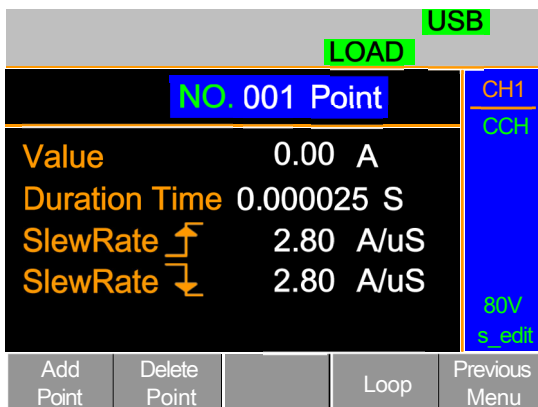 USB
LOAD
NO. 001 Point
CH1
CCH
Value 0.00 A
Duration Time 0.000025 S
SlewRate 2.80 A/uS
SlewRate 2.80 A/uS
80V
s_edit
Add Point
Delete Point
Loop
Previous Menu